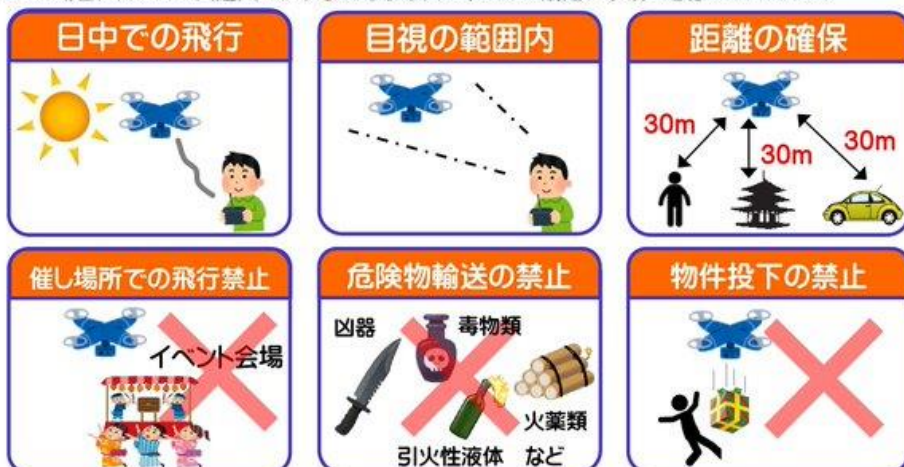 日中での飛行
目視の範囲内
距離の確保
30m
30m
30m
催し場所での飛行禁止
イベント会場
危険物輸送の禁止
凶器
毒物類
火薬類
引火性液体 など
物件投下の禁止